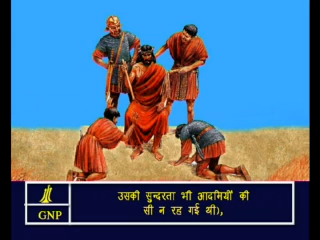 उसकी सुन्दरता भी आदमियों की
सी न रह गई थी),
GNP